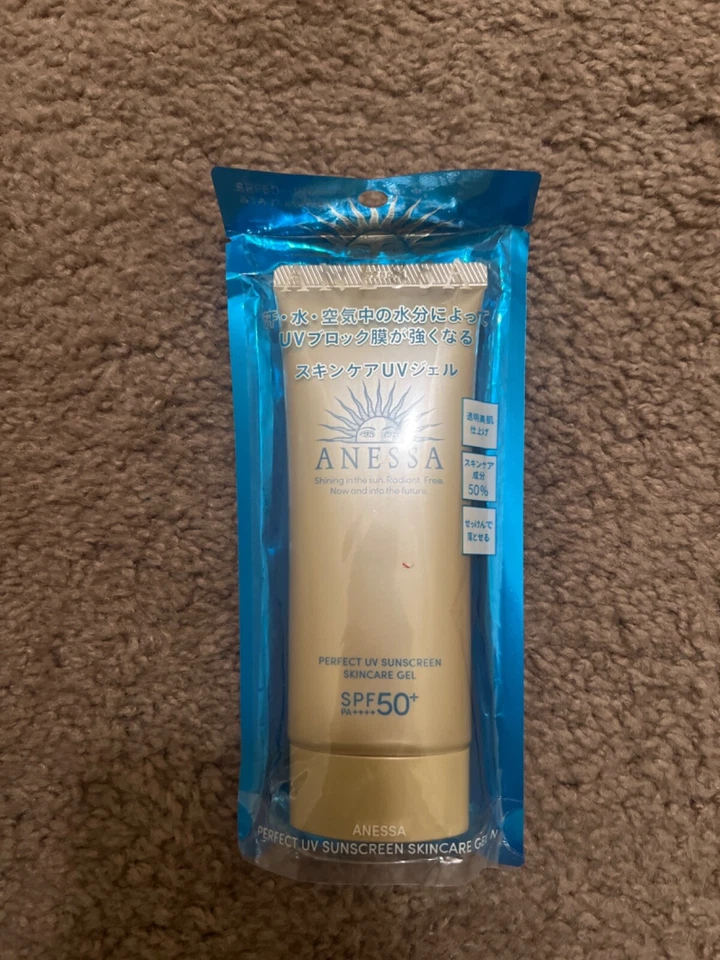 汗・水・空気中の水分によって
UVブロック膜が強くなる
スキンケアUVジェル
ANESSA
Shining in the sun. Radiant. Free.
Now and into the future.
透明美肌
仕上げ
スキンケア
成分
50%
せっけんで
落とせる
PERFECT UV SUNSCREEN
SKINCARE GEL
SPF50+
PA++++
ANESSA
PERFECT UV SUNSCREEN SKINCARE GEL N